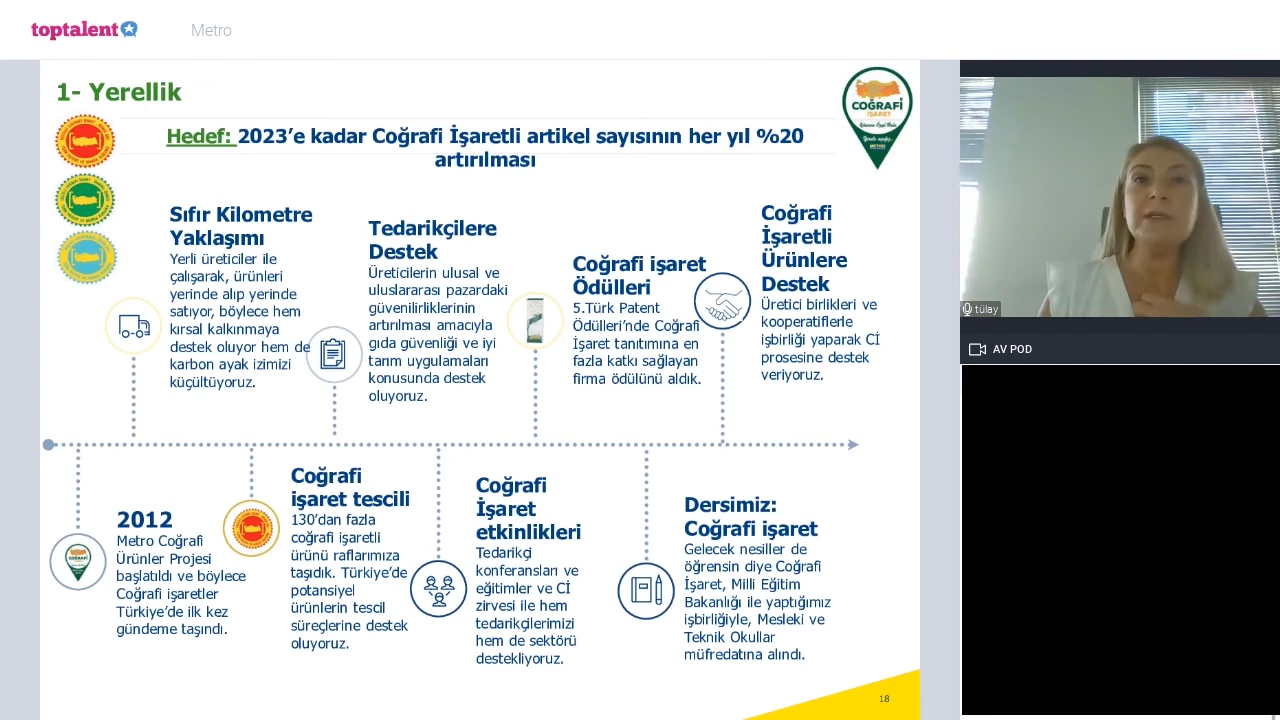 toptalent
Metro
1- Yerellik
Hedef: 2023’e kadar Coğrafi İşaretli artikel sayısının her yıl %20
artırılması
COĞRAFİ
İŞARET
METRO
Sıfır Kilometre
Yaklaşımı
Yerli üreticiler ile
çalışarak, ürünleri
yerinde alıp yerinde
satıyor, böylece hem
kırsal kalkınmaya
destek oluyor hem de
karbon ayak izimizi
küçültüyoruz.
Tedarikçilere
Destek
Üreticilerin ulusal ve
uluslararası pazardaki
güvenilirliklerinin
artırılması amacıyla
gıda güvenliği ve iyi
tarım uygulamaları
konusunda destek
oluyoruz.
Coğrafi işaret
Ödülleri
5.Türk Patent
Ödülleri’nde Coğrafi
İşaret tanıtımına en
fazla katkı sağlayan
firma ödülünü aldık.
Coğrafi
İşaretli
Ürünlere
Destek
Üretici birlikleri ve
kooperatiflerle
işbirliği yaparak Cİ
prosesine destek
veriyoruz.
2012
Metro Coğrafi
Ürünler Projesi
başlatıldı ve böylece
Coğrafi işaretler
Türkiye’de ilk kez
gündeme taşındı.
Coğrafi
işaret tescili
130’dan fazla
coğrafi işaretli
ürünü raflarımıza
taşıdık. Türkiye’de
potansiyel
ürünlerin tescil
süreçlerine destek
oluyoruz.
Coğrafi
İşaret
etkinlikleri
Tedarikçi
konferansları ve
eğitimler ve Cİ
zirvesi ile hem
tedarikçilerimizi
hem de sektörü
destekliyoruz.
Dersimiz:
Coğrafi işaret
Gelecek nesiller de
öğrensin diye Coğrafi
İşaret, Milli Eğitim
Bakanlığı ile yaptığımız
işbirliğiyle, Mesleki ve
Teknik Okullar
müfredatına alındı.
18
tülay
AV POD